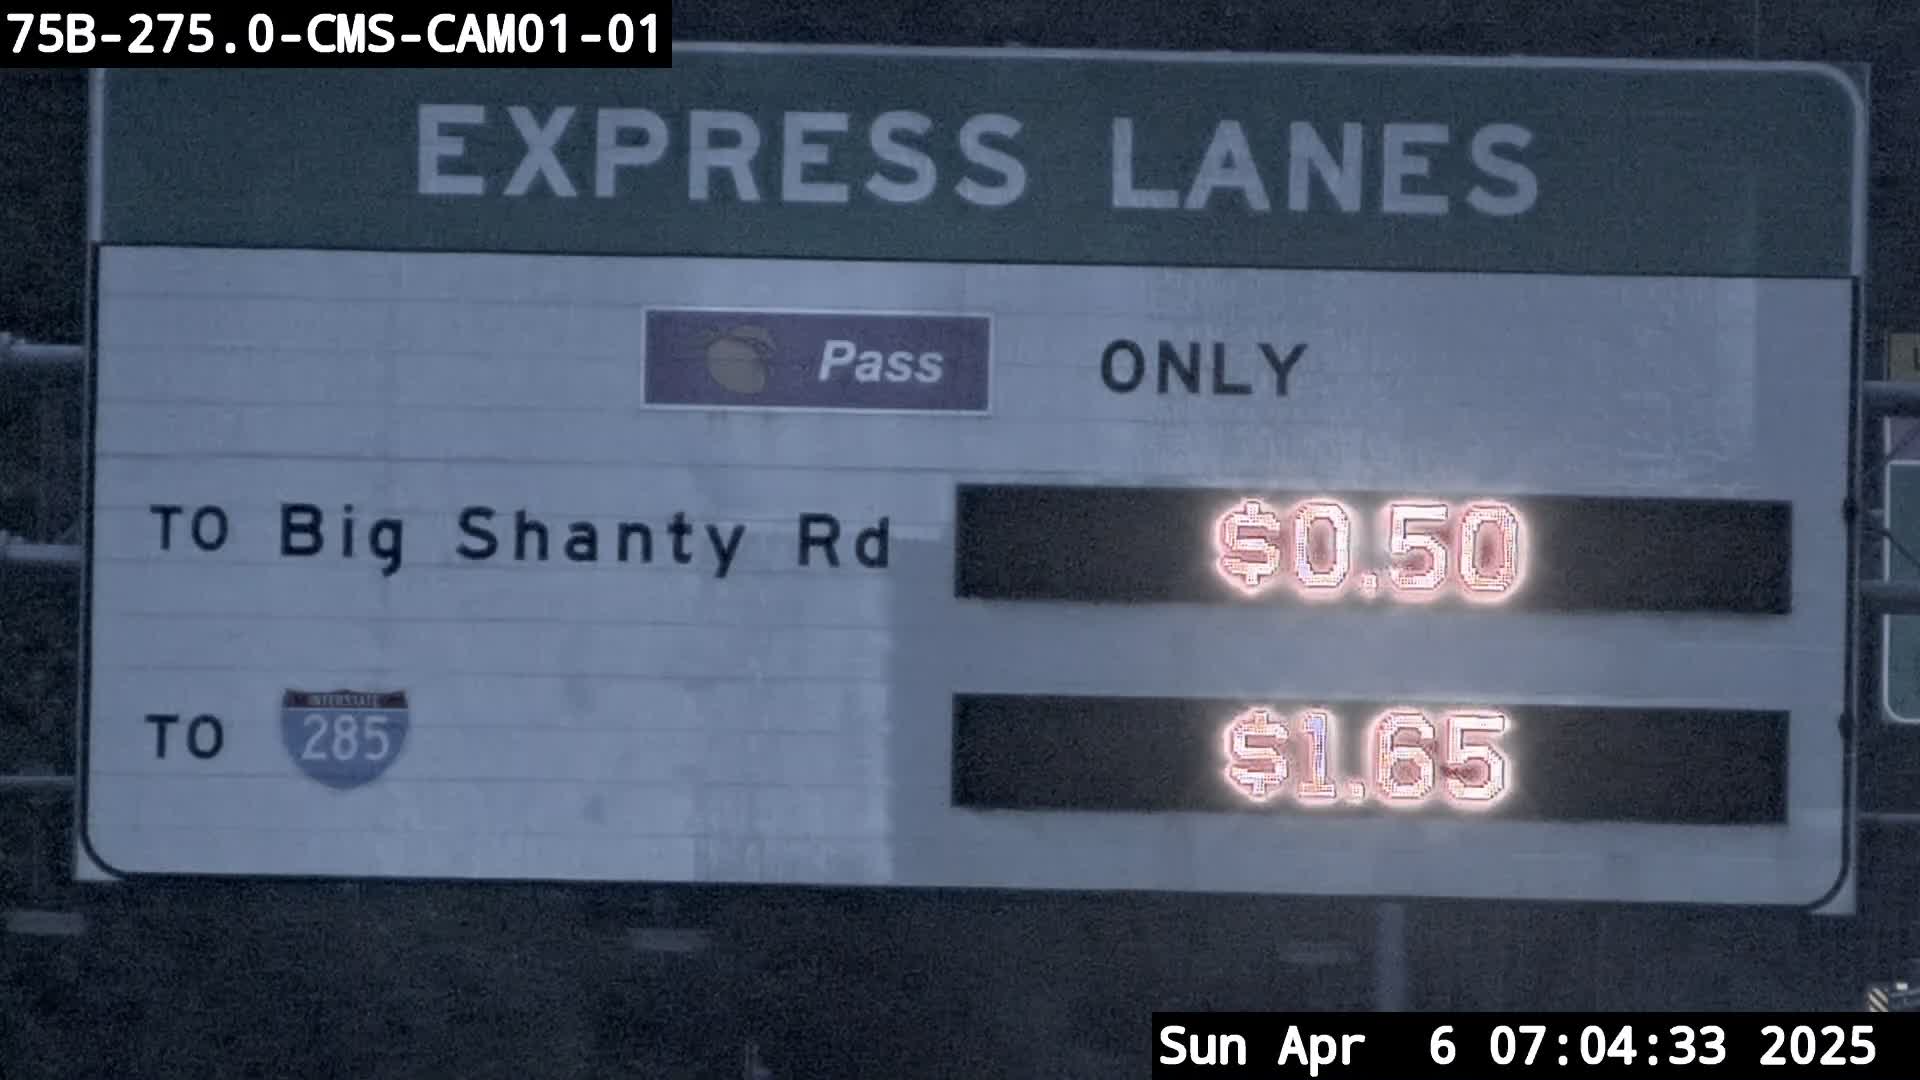 75B-275.0-CMS-CAM01-01
EXPRESS LANES
Pass ONLY
TO Big Shanty Rd $0.50
INTERSTATE
TO 285 $1.65
Sun Apr 6 07:04:33 2025